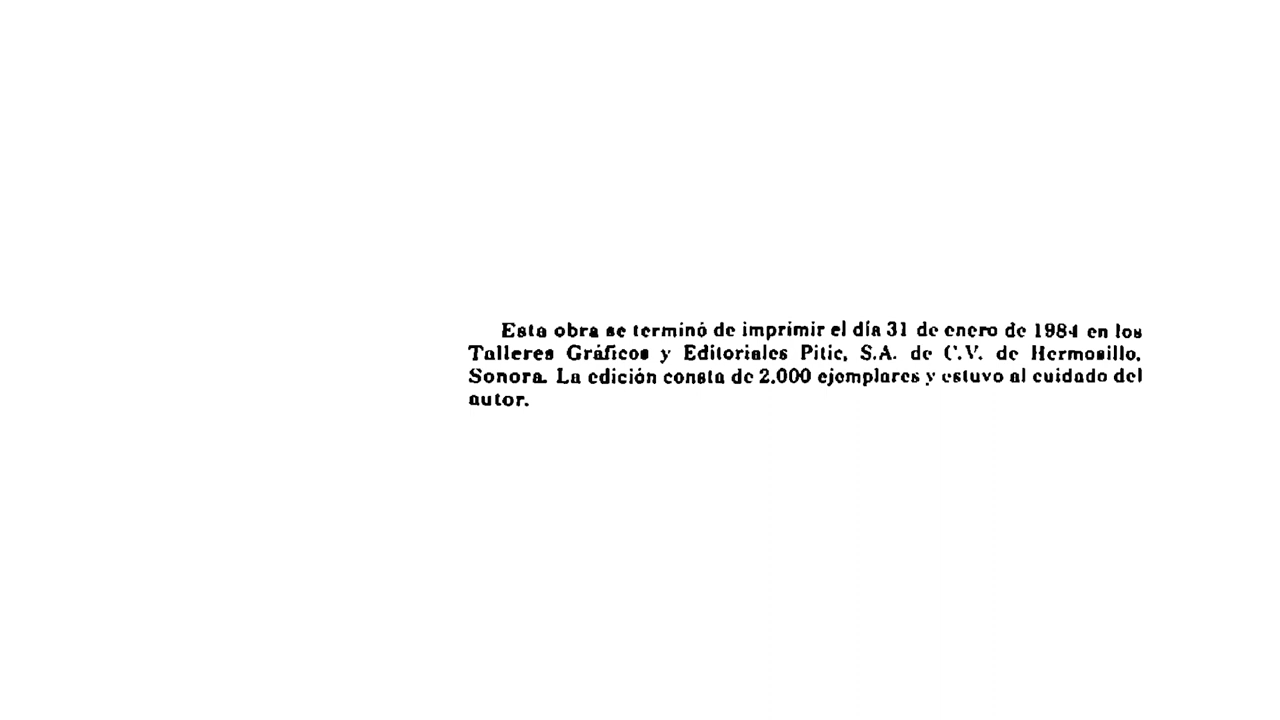 Esta obra se terminó de imprimir el día 31 de enero de 1984 en los
Talleres Gráficos y Editoriales Pitic, S.A. de C.V. de Hermosillo,
Sonora. La edición consta de 2.000 ejemplares y estuvo al cuidado del
autor.